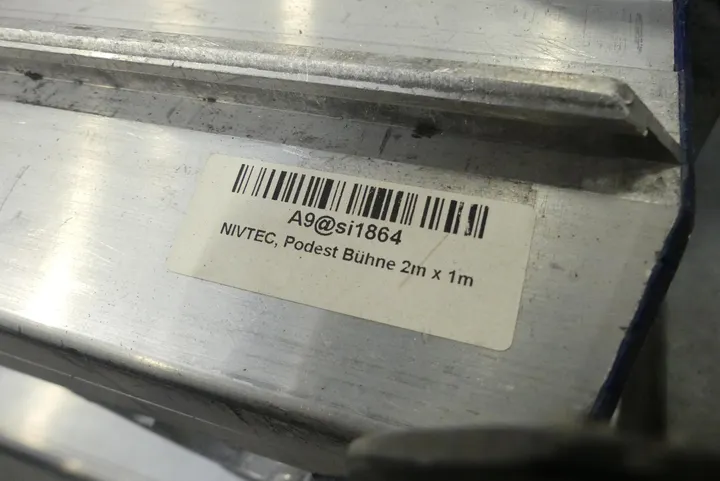 A9@si1864
NIVTEC, Podest Bühne 2m x 1m